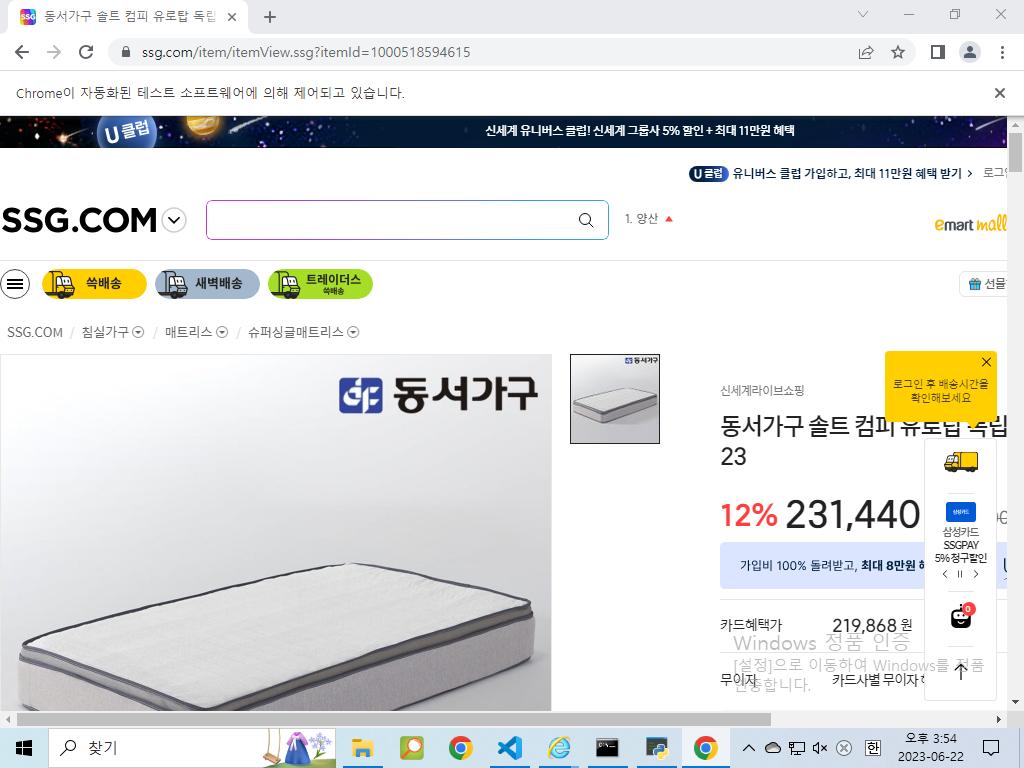 동서가구 솔트 컴피 유로탑 독립
ssg.com/item/itemView.ssg?itemId=1000518594615
Chrome이 자동화된 테스트 소프트웨어에 의해 제어되고 있습니다.
U 클럽
신세계 유니버스 클럽! 신세계 그룹사 5% 할인 + 최대 11만원 혜택
U 클럽 유니버스 클럽 가입하고, 최대 11만원 혜택 받기
SSG.COM
1. 양산
emart mall
쓱배송
새벽배송
트레이더스
쓱배송
선물
SSG.COM / 침실가구 / 매트리스 / 슈퍼싱글매트리스
동서가구
동서가구
신세계라이브쇼핑
로그인 후 배송시간을
확인해보세요
동서가구 솔트 컴피 유로탑 독립
23
12% 231,440
삼성카드
삼성카드
SSGPAY
5% 청구할인
가입비 100% 돌려받고, 최대 8만원
0
카드혜택가 219,868 원
Windows 정품 인증
[설정]으로 이동하여 Windows를 정품
인증합니다.
무이자 카드사별 무이자
찾기
한
오후 3:54
2023-06-22